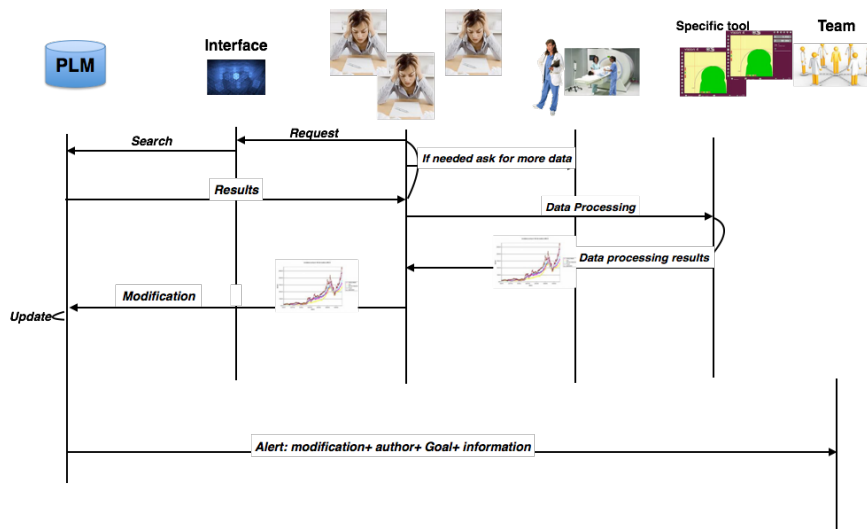 PLM
Interface
Specific tool
Team
Request
Search
If needed ask for more data
Results
Data Processing
Data processing results
Modification
Update
Alert: modification+ author+ Goal+ information